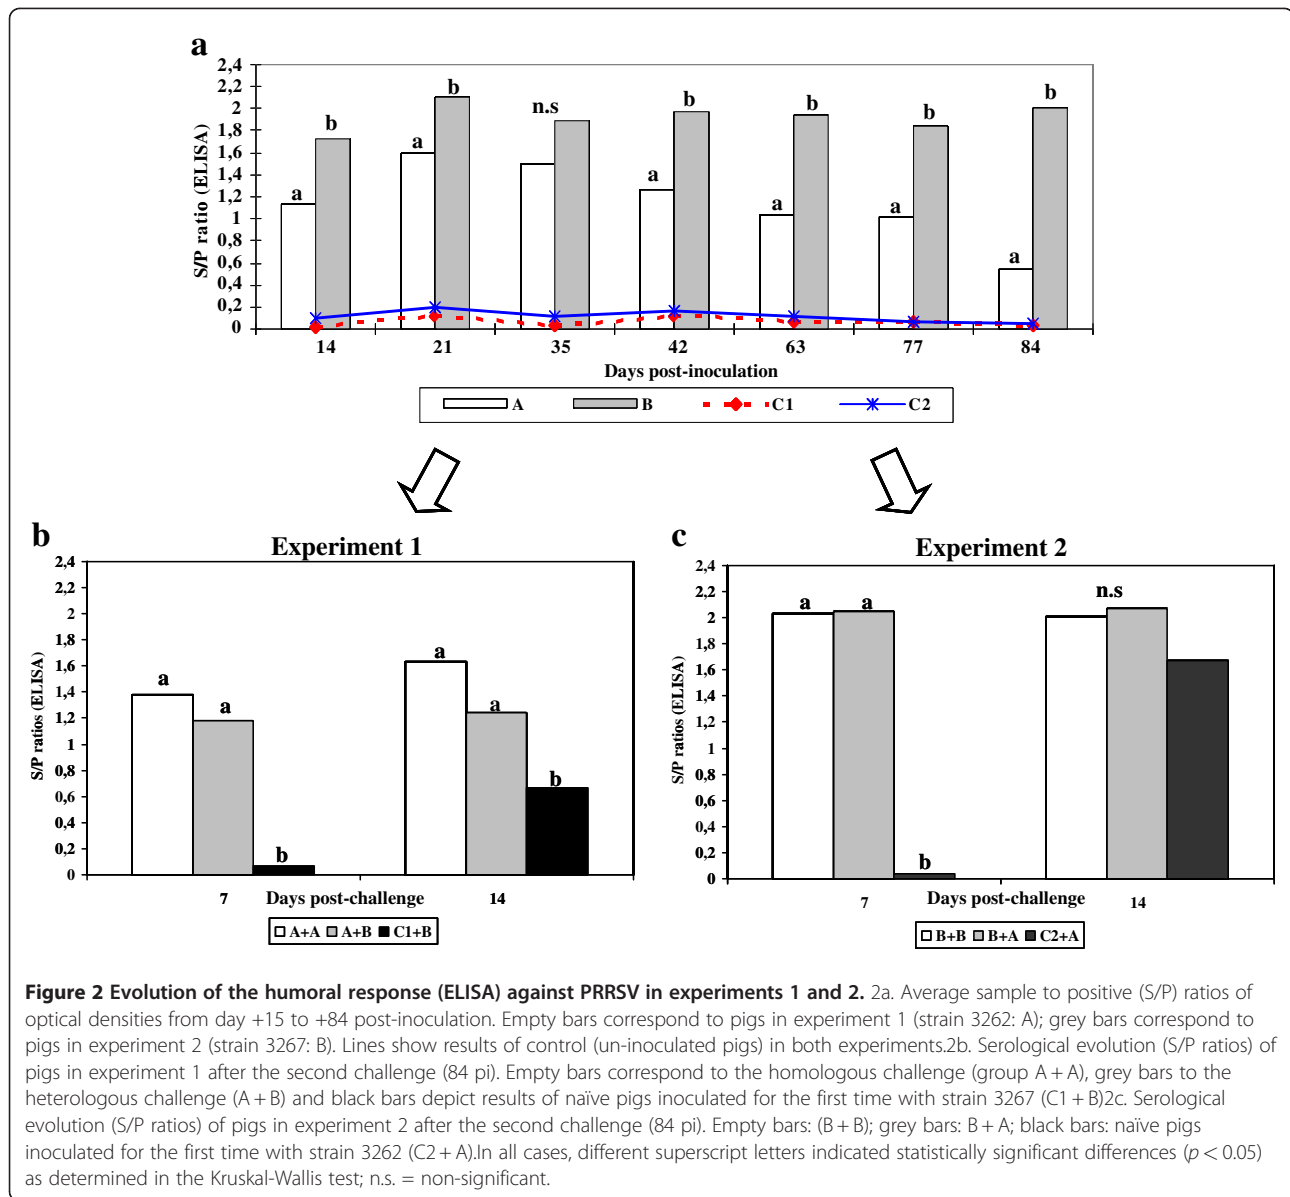 a
2,4
2,2
2
1,8
1,6
1,4
1,2
1
0,8
0,6
0,4
0,2
0
S/P ratio (ELISA)
a b
a b
n.s
a b
a b
a b
a b
14 21 35 42 63 77 84
Days post-inoculation
A B C1 C2
b
Experiment 1
2,4
2,2
2
1,8
1,6
1,4
1,2
1
0,8
0,6
0,4
0,2
0
S/P ratios (ELISA)
a a b
a a b
7 Days post-challenge 14
A+A A+B C1+B
c
Experiment 2
2,4
2,2
2
1,8
1,6
1,4
1,2
1
0,8
0,6
0,4
0,2
0
S/P ratios (ELISA)
a a b
n.s
7 Days post-challenge 14
B+B B+A C2+A
Figure 2 Evolution of the humoral response (ELISA) against PRRSV in experiments 1 and 2. 2a. Average sample to positive (S/P) ratios of
optical densities from day +15 to +84 post-inoculation. Empty bars correspond to pigs in experiment 1 (strain 3262: A); grey bars correspond to
pigs in experiment 2 (strain 3267: B). Lines show results of control (un-inoculated pigs) in both experiments.2b. Serological evolution (S/P ratios) of
pigs in experiment 1 after the second challenge (84 pi). Empty bars correspond to the homologous challenge (group A + A), grey bars to the
heterologous challenge (A + B) and black bars depict results of naïve pigs inoculated for the first time with strain 3267 (C1 + B)2c. Serological
evolution (S/P ratios) of pigs in experiment 2 after the second challenge (84 pi). Empty bars: (B + B); grey bars: B + A; black bars: naïve pigs
inoculated for the first time with strain 3262 (C2 + A).In all cases, different superscript letters indicated statistically significant differences (p < 0.05)
as determined in the Kruskal-Wallis test; n.s. = non-significant.